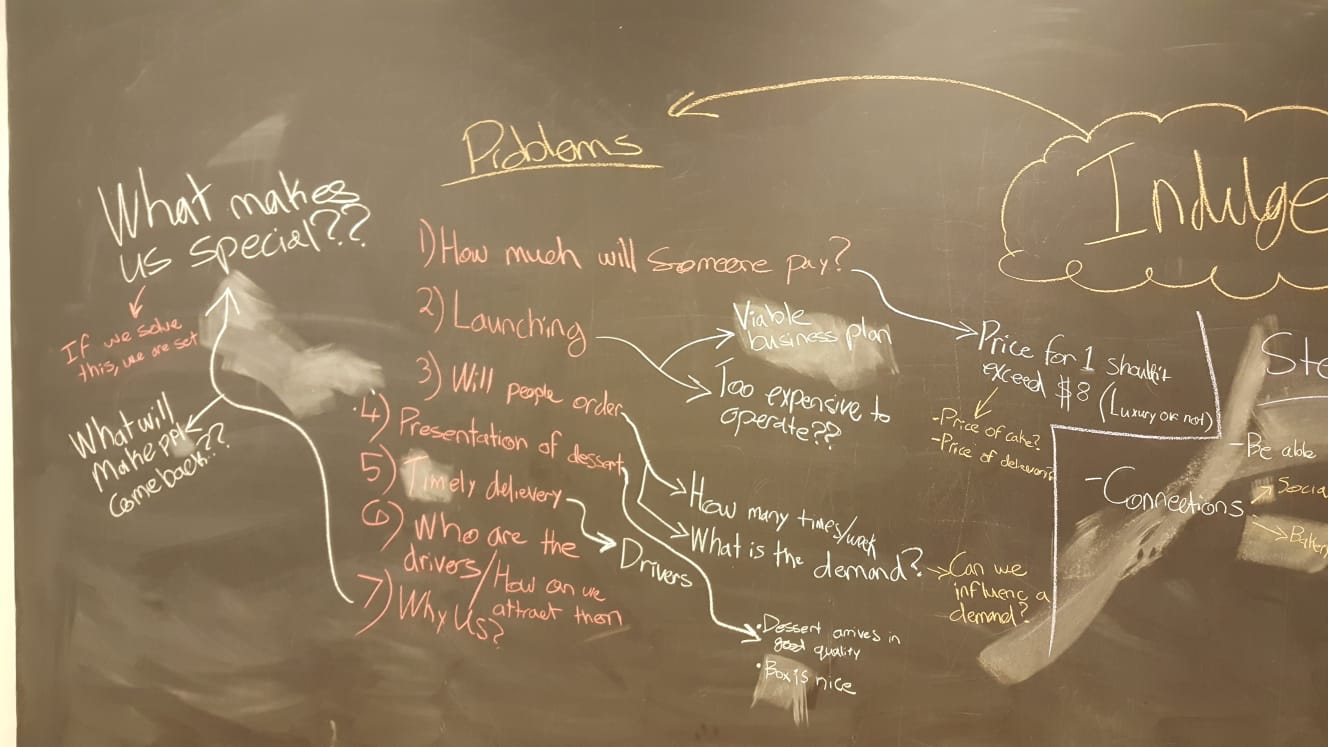 Problems
Indulge
What makes
us special??
If we solve
this, we are set
What will
Make ppl
come back??
1) How much will Someone pay?
2) Launching
3) Will people order
4) Presentation of dessert
5) Timely delievery
6) Who are the
drivers/How can we
attract them
7) Why Us?
Viable
business plan
Too expensive to
operate??
Price for 1 shouldn't
exceed $8 (Luxury or not)
-Price of cake?
-Price of
How many times/week
What is the demand?
Can we
influence a
demand?
Drivers
• Dessert arrives in
good quality
• Box is nice
Ste
-Be able
-Connections
Socia
Baker